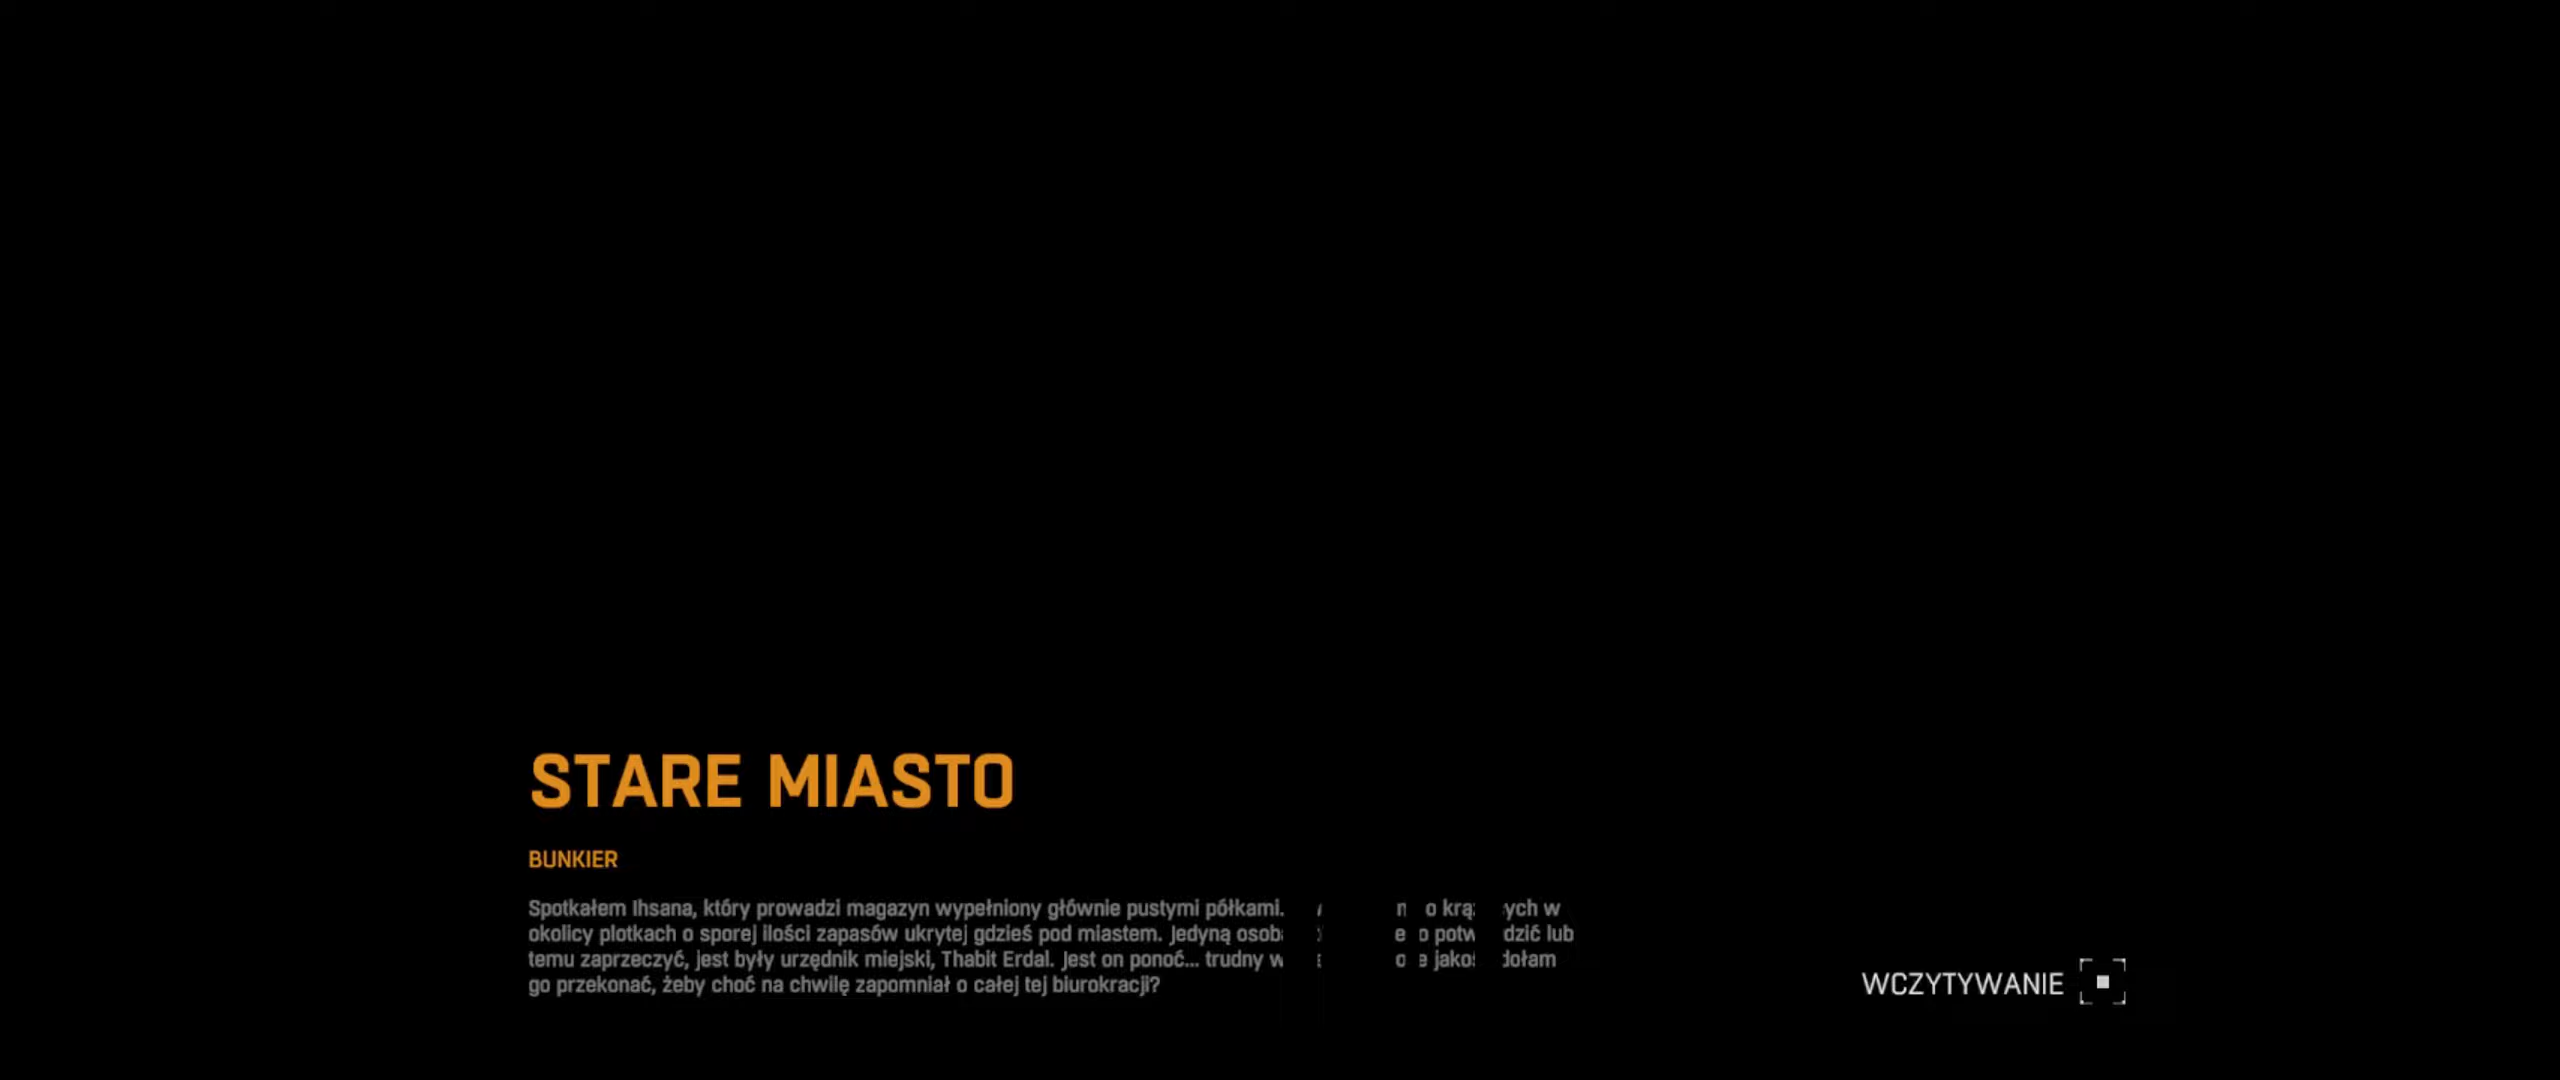 STARE MIASTO
BUNKIER
Spotkałem Ihsana, który prowadzi magazyn wypełniony głównie pustymi półkami. o w
okolicy plotkach o sporej ilości zapasów ukrytej gdzieś pod miastem. Jedyną lub
temu zaprzeczyć, jest były urzędnik miejski, Thabit Erdal. Jest on ponoć... trudny w
go przekonać, żeby choć na chwilę zapomniał o całej tej biurokracji?
WCZYTYWANIE